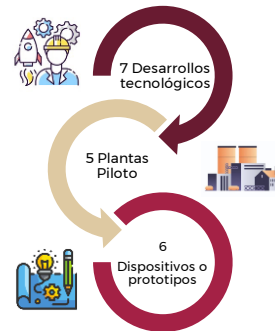 7 Desarrollos
tecnológicos
5 Plantas
Piloto
6
Dispositivos o
prototipos